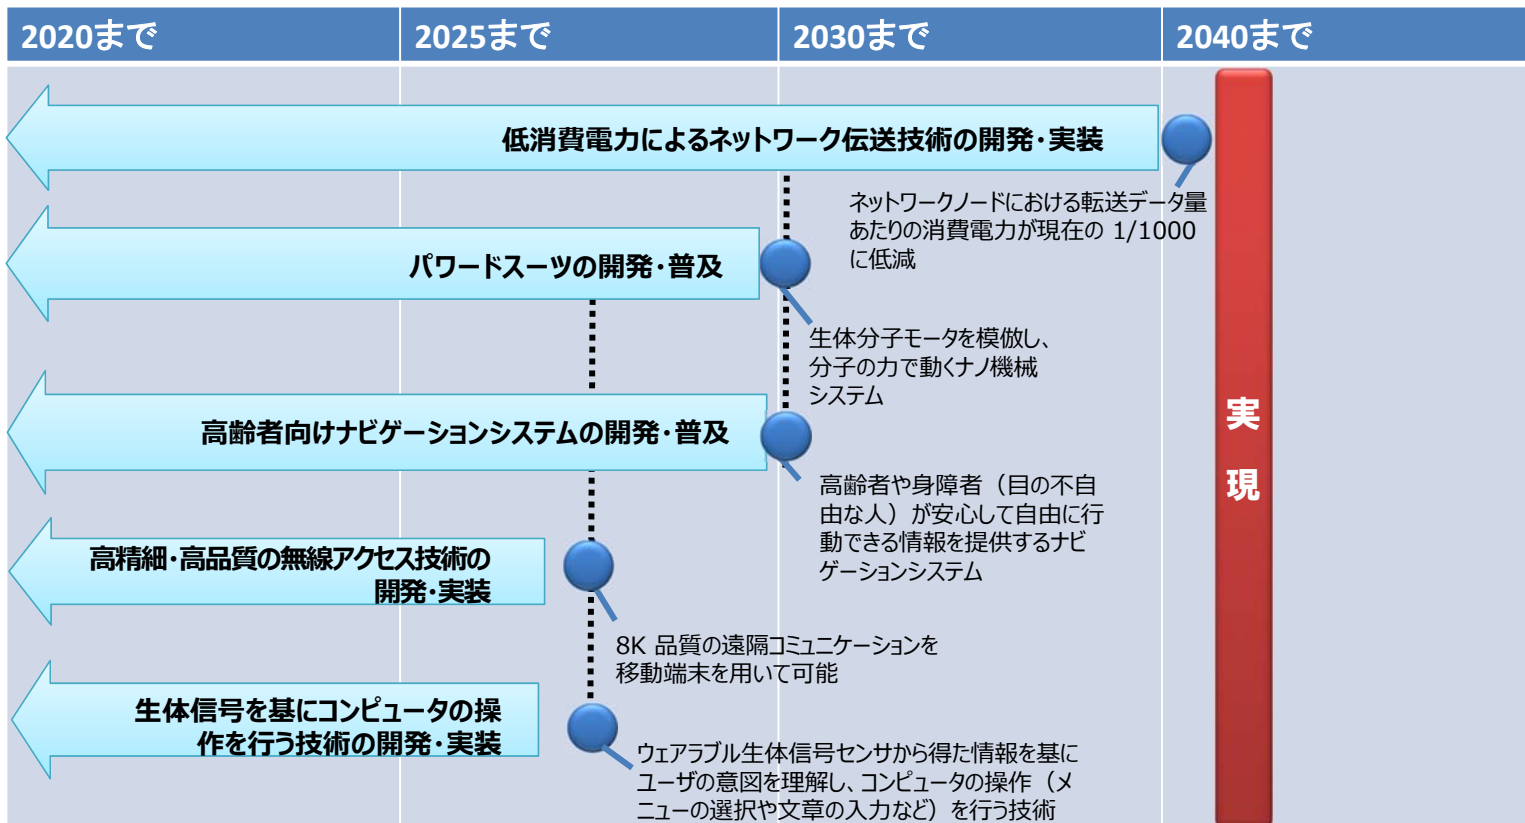 2020まで
2025まで
2030まで
2040まで
低消費電力によるネットワーク伝送技術の開発・実装
ネットワークノードにおける転送データ量
あたりの消費電力が現在の 1/1000
に低減
パワードスーツの開発・普及
生体分子モータを模倣し、
分子の力で動くナノ機械
システム
高齢者向けナビゲーションシステムの開発・普及
高齢者や身障者（目の不自
由な人）が安心して自由に行
動できる情報を提供するナビ
ゲーションシステム
高精細・高品質の無線アクセス技術の
開発・実装
8K 品質の遠隔コミュニケーションを
移動端末を用いて可能
生体信号を基にコンピュータの操
作を行う技術の開発・実装
ウェアラブル生体信号センサから得た情報を基に
ユーザの意図を理解し、コンピュータの操作（メ
ニューの選択や文章の入力など）を行う技術
実
現